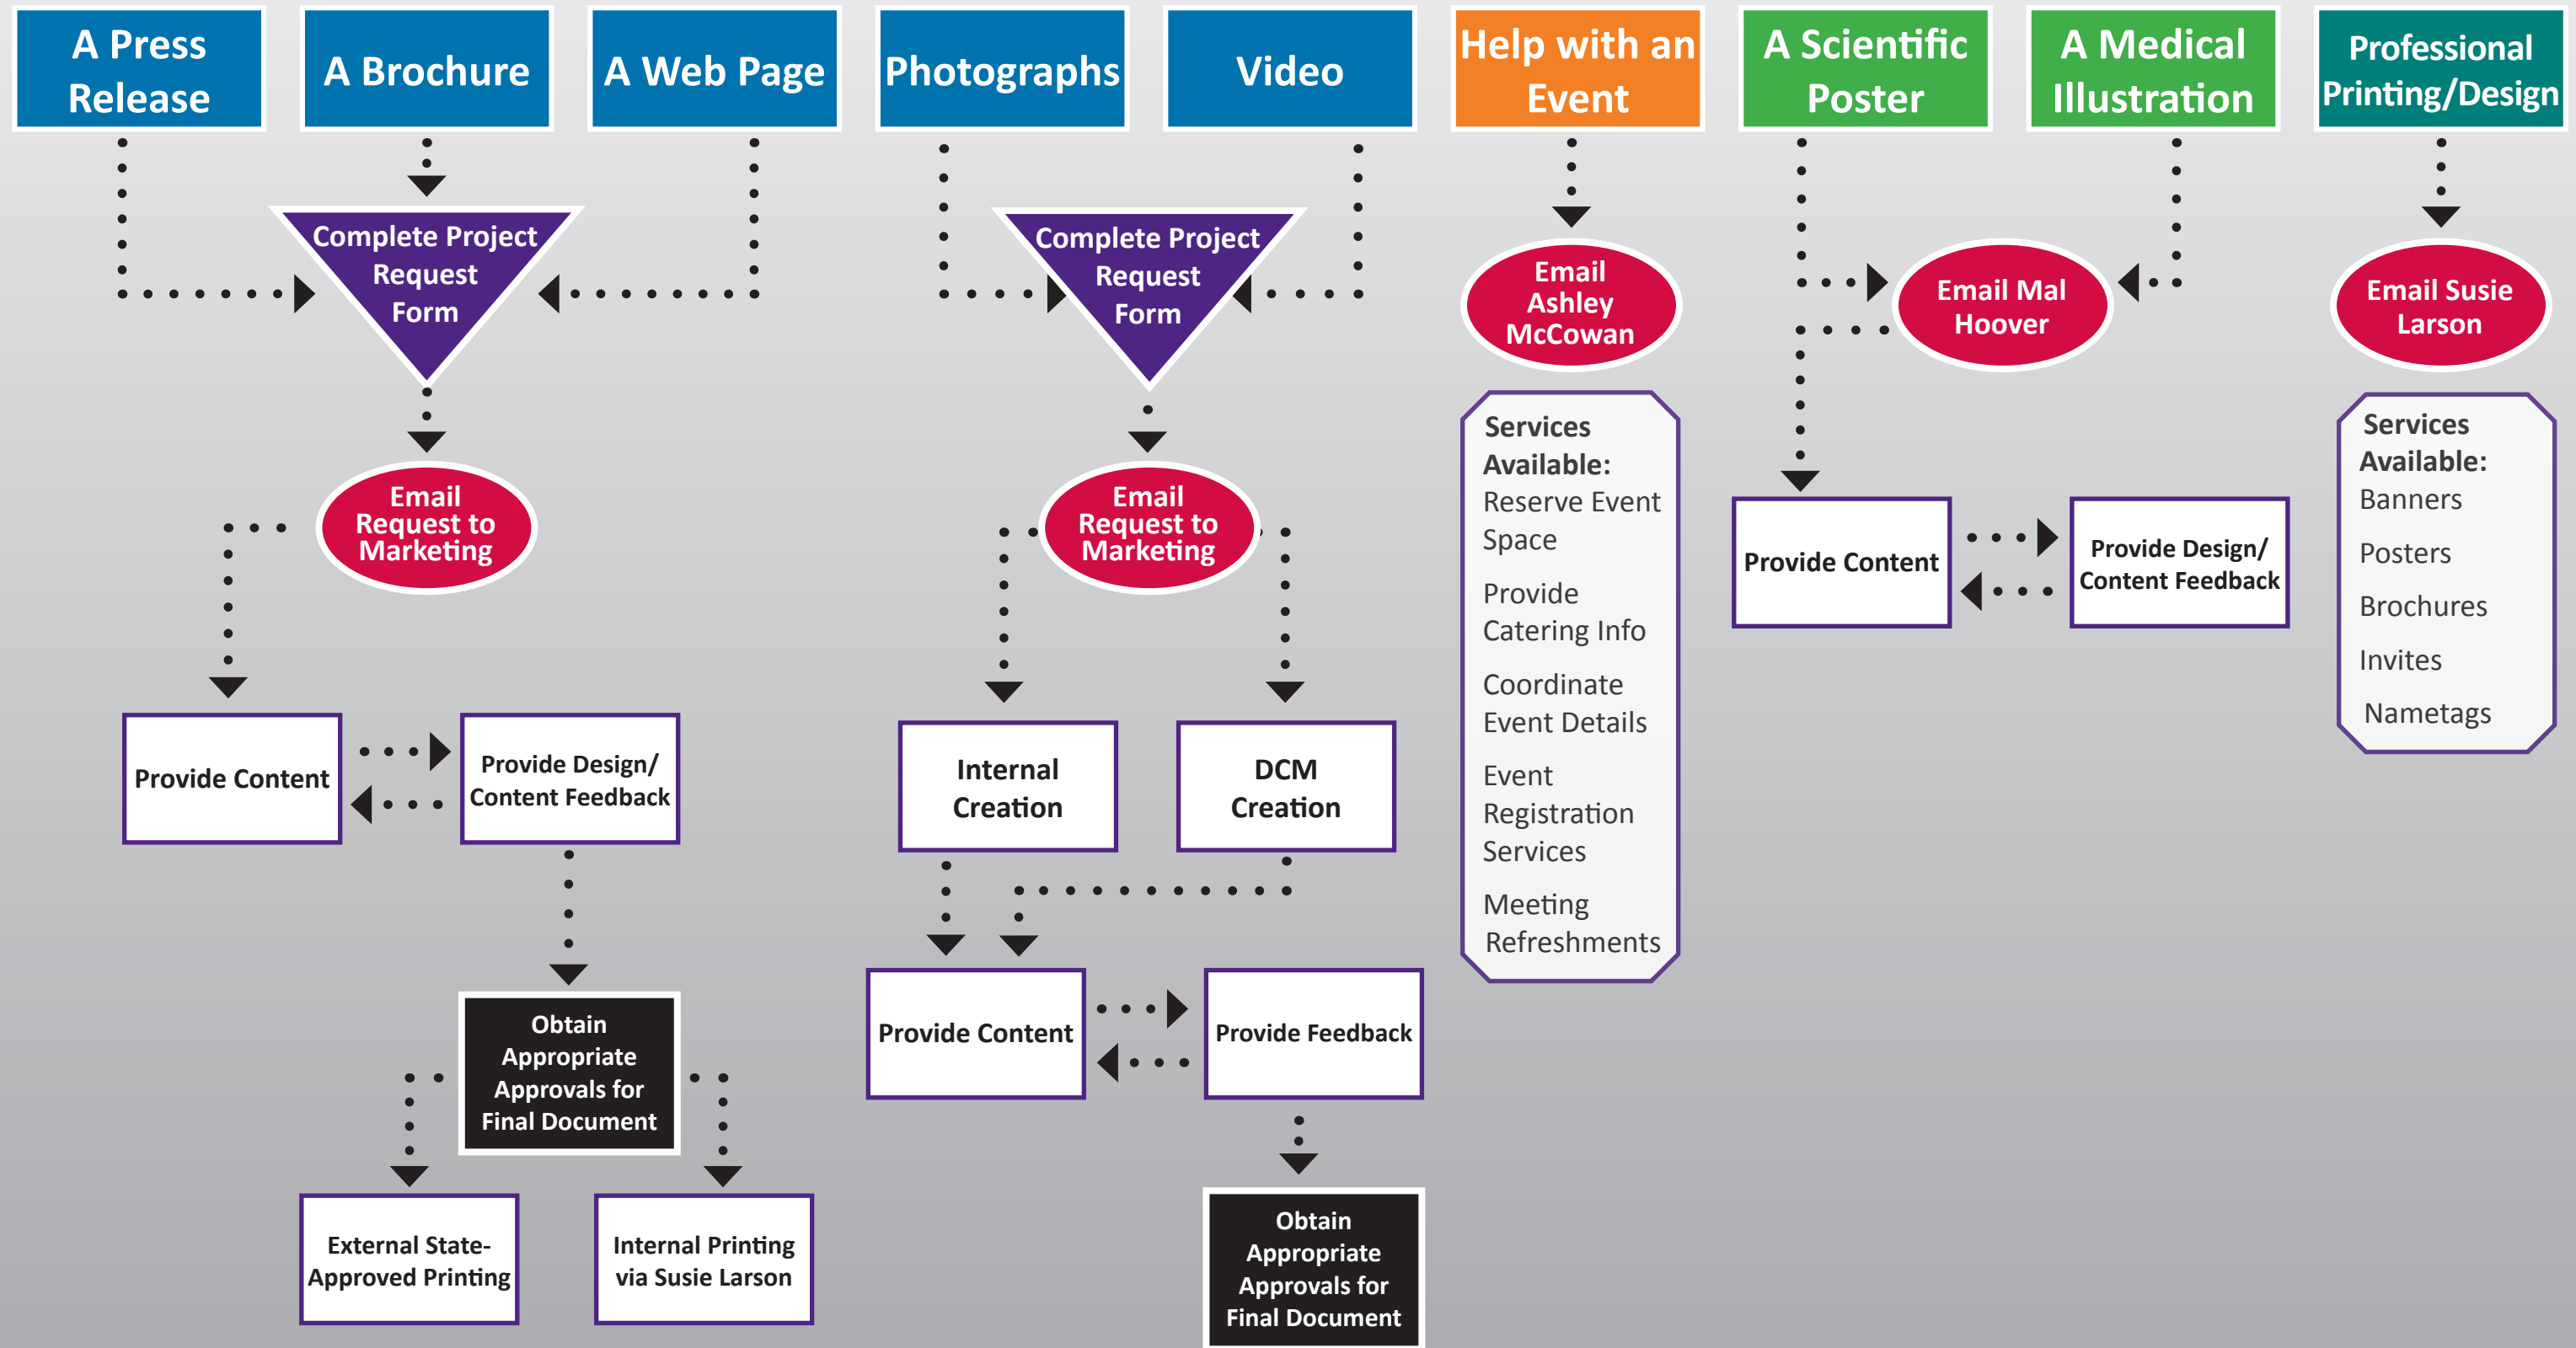 A Press
Release
A Brochure
A Web Page
Photographs
Video
Help with an
Event
A Scientific
Poster
A Medical
Illustration
Professional
Printing/Design
Complete Project
Request
Form
Complete Project
Request
Form
Email
Ashley
McCowan
Email Mal
Hoover
Email Susie
Larson
Email
Request to
Marketing
Email
Request to
Marketing
Services
Available:
Reserve Event
Space
Provide
Catering Info
Coordinate
Event Details
Event
Registration
Services
Meeting
Refreshments
Provide Content
Provide Design/
Content Feedback
Services
Available:
Banners
Posters
Brochures
Invites
Nametags
Provide Content
Provide Design/
Content Feedback
Internal
Creation
DCM
Creation
Provide Content
Provide Feedback
Obtain
Appropriate
Approvals for
Final Document
External State-
Approved Printing
Internal Printing
via Susie Larson
Obtain
Appropriate
Approvals for
Final Document